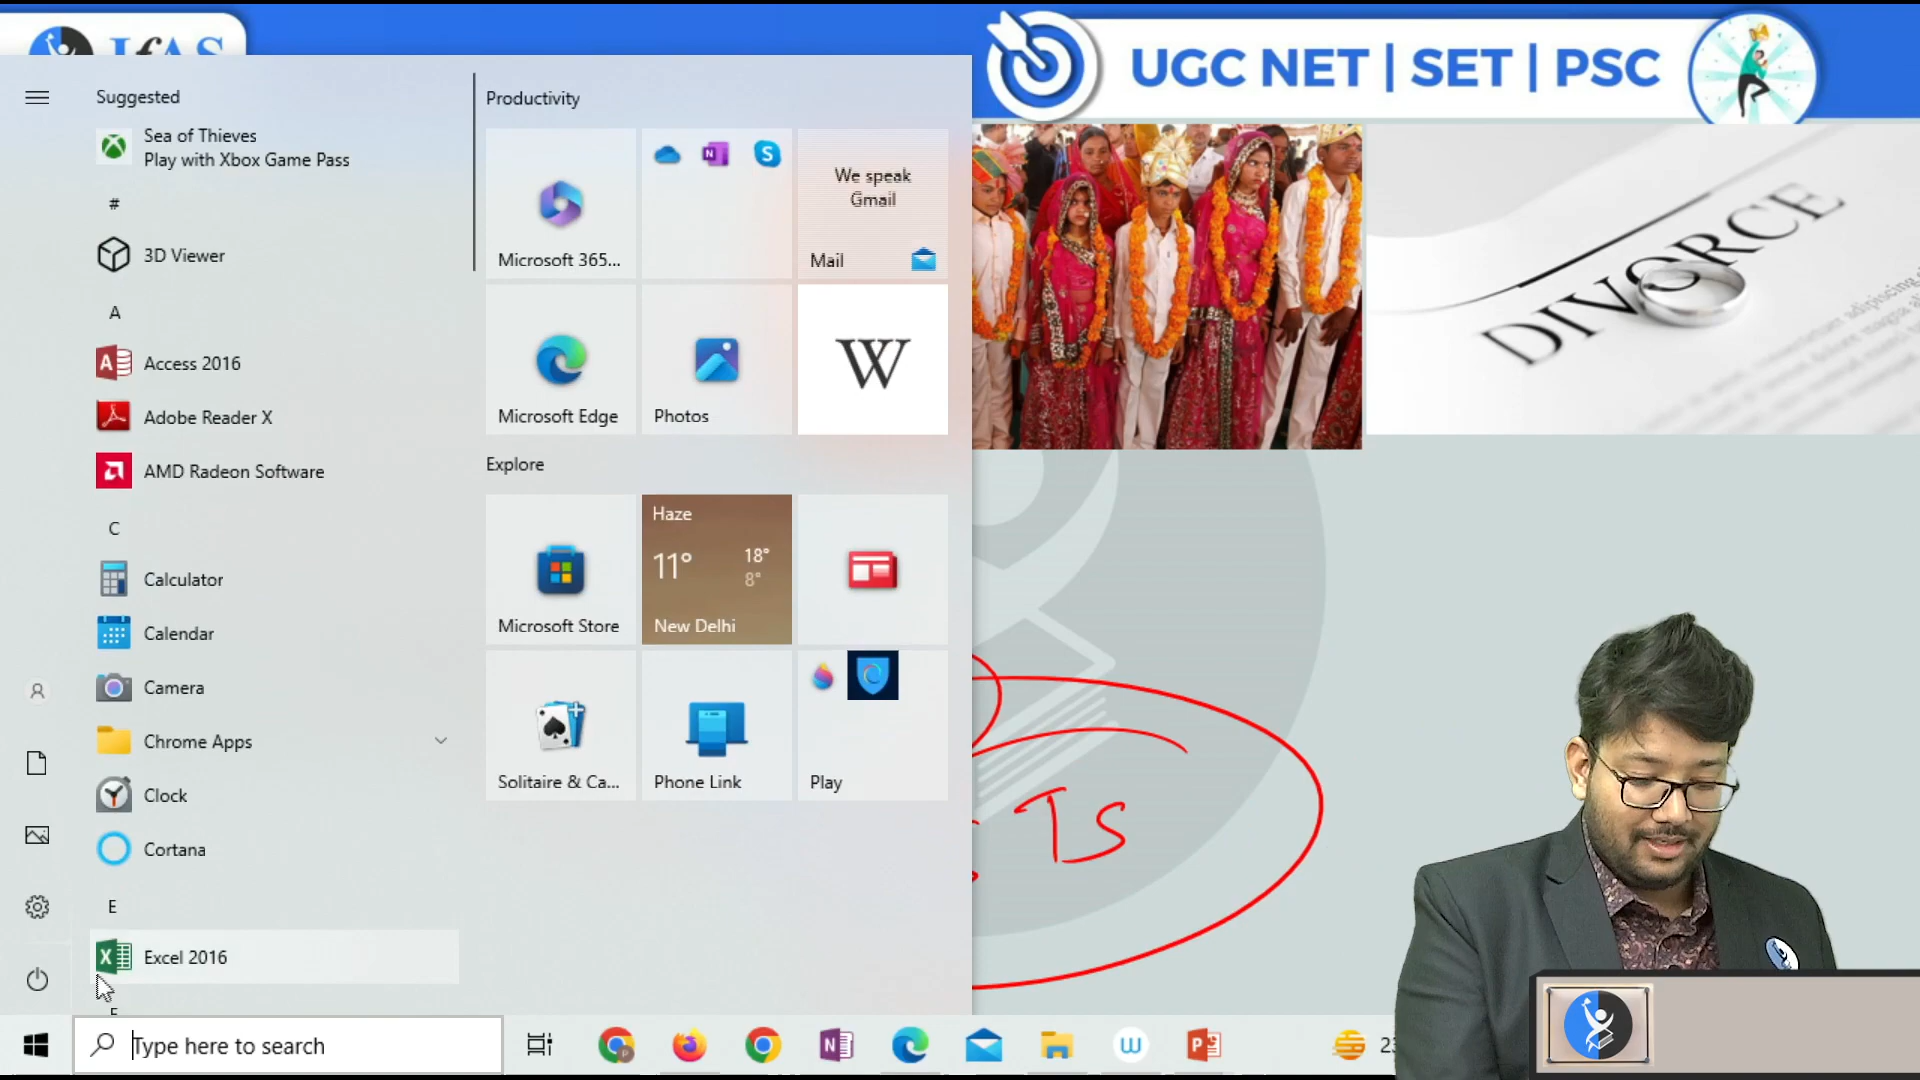 IfAS
UGC NET | SET | PSC
Suggested
Sea of Thieves
Play with Xbox Game Pass
#
3D Viewer
A
Access 2016
Adobe Reader X
AMD Radeon Software
C
Calculator
Calendar
Camera
Chrome Apps
Clock
Cortana
E
Excel 2016
Productivity
Microsoft 365...
We speak
Gmail
Mail
Microsoft Edge
Photos
W
Explore
Microsoft Store
Haze
11°
18°
8°
New Delhi
Solitaire & Ca...
Phone Link
Play
DIVORCE
Ts
Type here to search